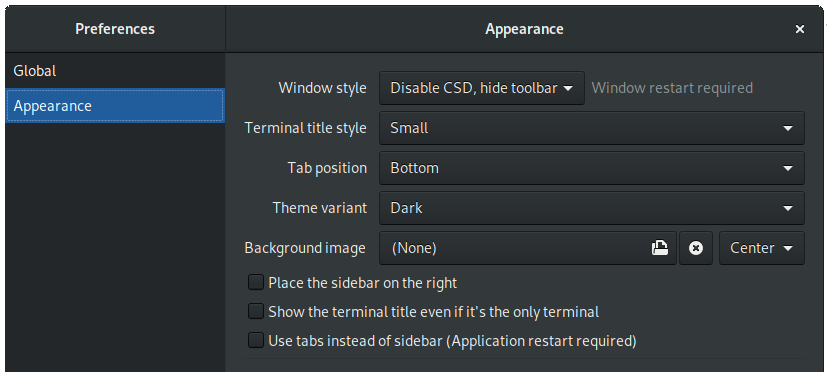 Preferences
Appearance
Global
Appearance
Window style Disable CSD, hide toolbar Window restart required
Terminal title style Small
Tab position Bottom
Theme variant Dark
Background image (None) Center
Place the sidebar on the right
Show the terminal title even if it's the only terminal
Use tabs instead of sidebar (Application restart required)